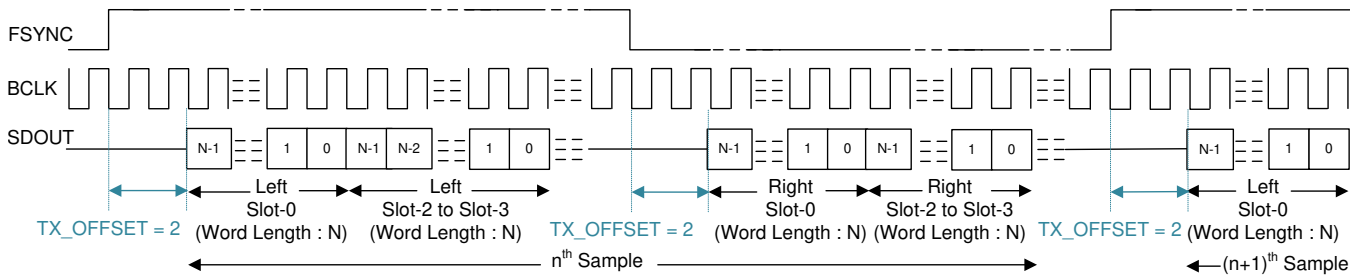 FSYNC
BCLK
SDOUT
N-1 1 0 N-1 N-2 1 0 N-1 1 0 N-1 1 0 N-1 1 0
Left Left Right Right Left
Slot-0 Slot-2 to Slot-3 Slot-0 Slot-2 to Slot-3 Slot-0
TX_OFFSET = 2 (Word Length : N) (Word Length : N) TX_OFFSET = 2 (Word Length : N) (Word Length : N) TX_OFFSET = 2 (Word Length : N)
nth Sample (n+1)th Sample